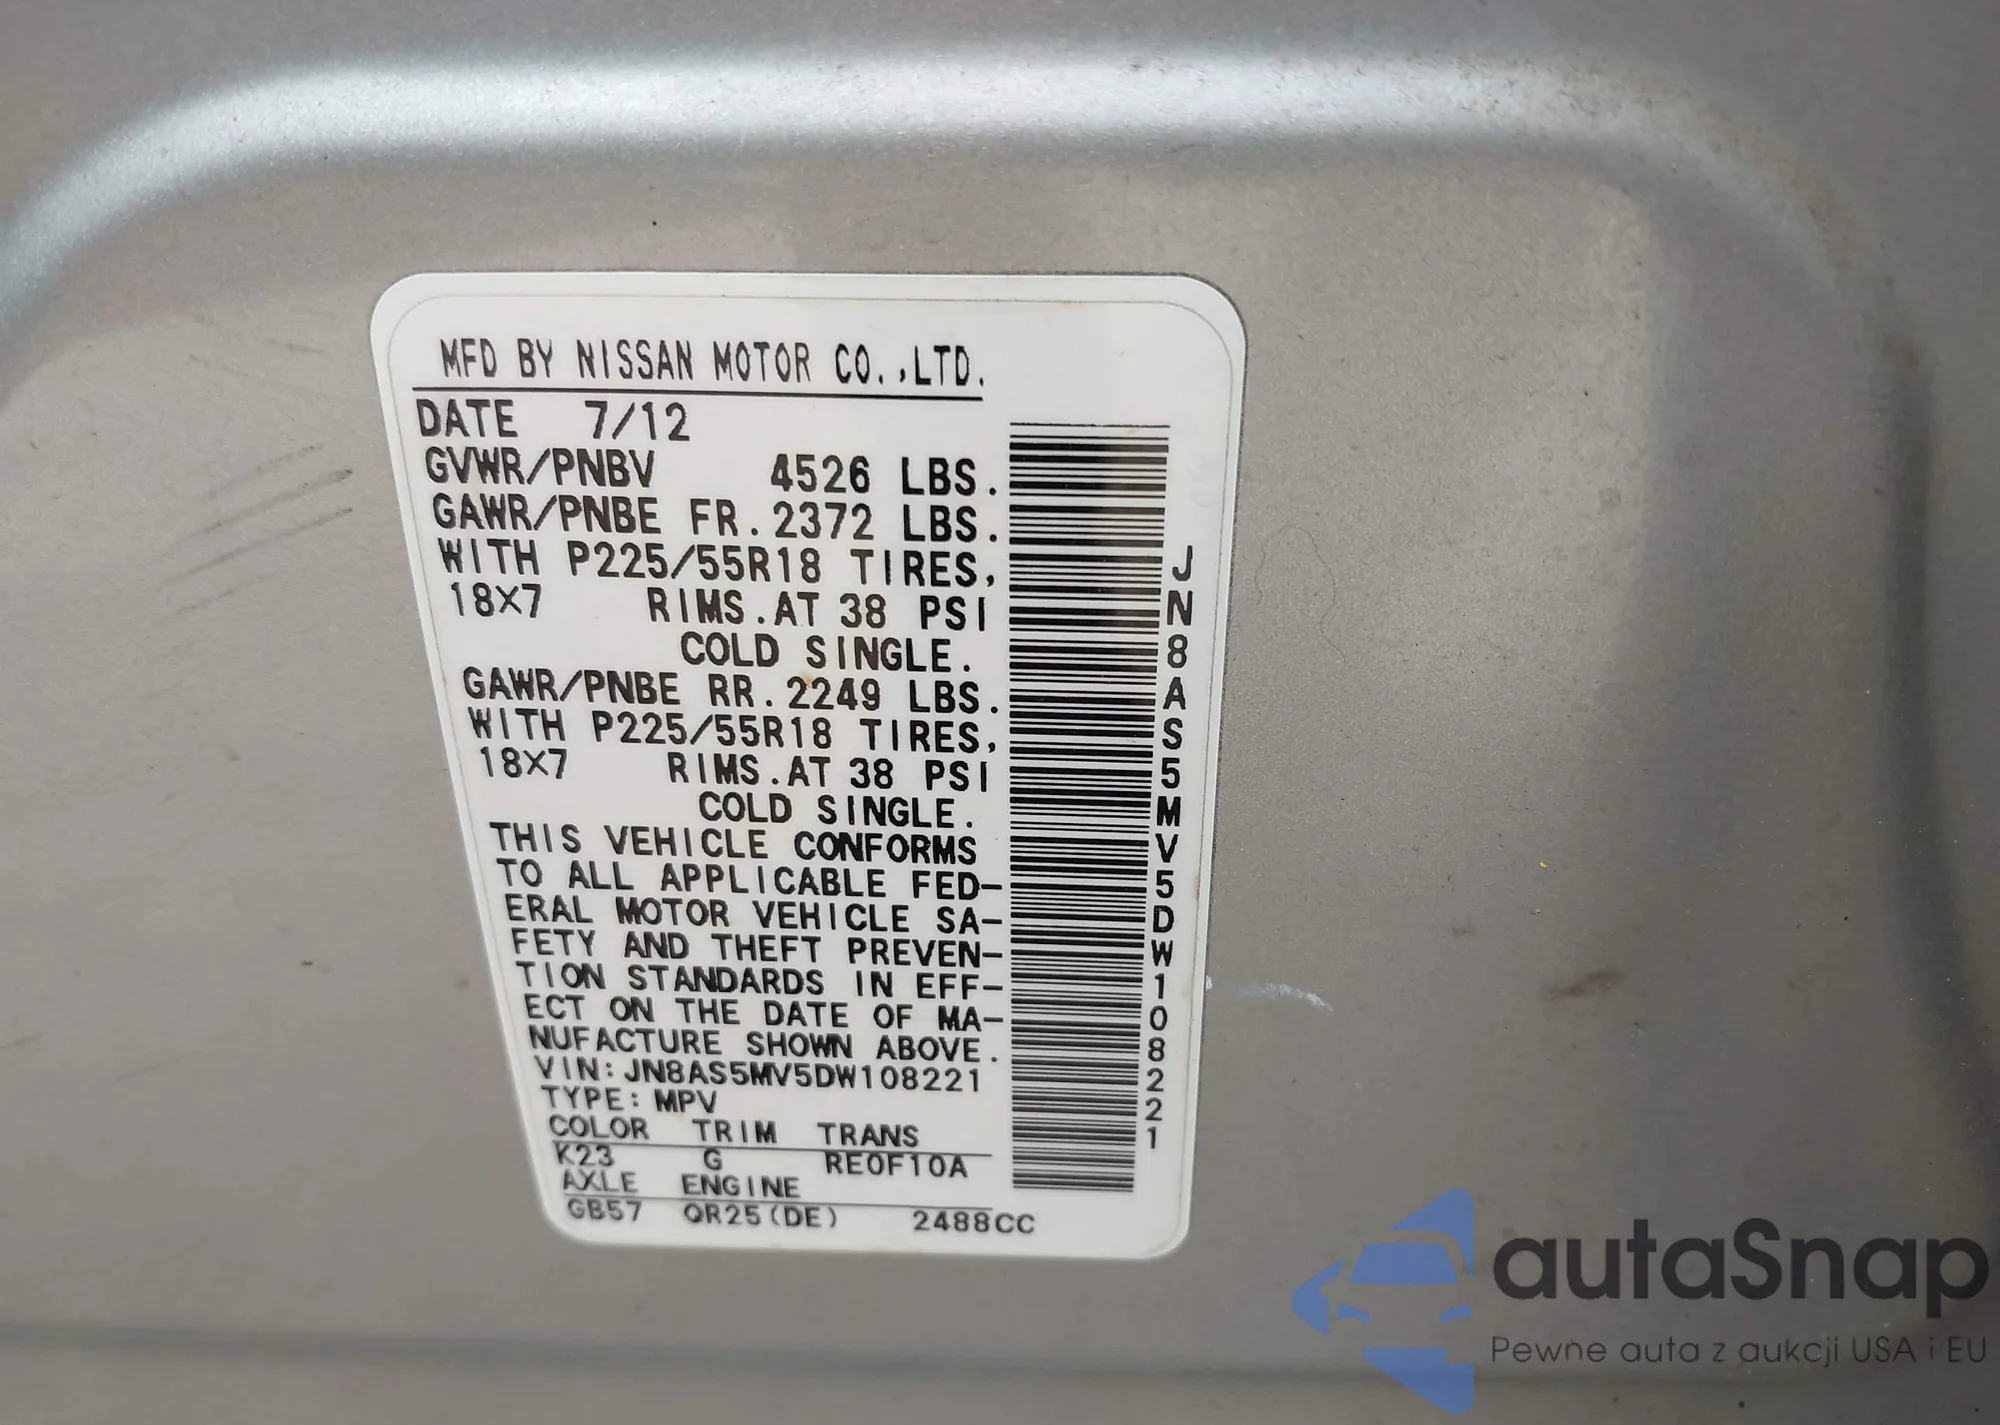 MFD BY NISSAN MOTOR CO.,LTD.
DATE 7/12
GVWR/PNBV 4526 LBS.
GAWR/PNBE FR.2372 LBS.
WITH P225/55R18 TIRES,
18X7 RIMS.AT 38 PSI
COLD SINGLE.
GAWR/PNBE RR.2249 LBS.
WITH P225/55R18 TIRES,
18X7 RIMS.AT 38 PSI
COLD SINGLE.
THIS VEHICLE CONFORMS
TO ALL APPLICABLE FED-
ERAL MOTOR VEHICLE SA-
FETY AND THEFT PREVEN-
TION STANDARDS IN EFF-
ECT ON THE DATE OF MA-
NUFACTURE SHOWN ABOVE.
VIN:JN8AS5MV5DW108221
TYPE:MPV
COLOR TRIM TRANS
K23 G RE0F10A
AXLE ENGINE
GB57 QR25(DE) 2488CC
JN8AS5MV5DW108221
autaSnap
Pewne auta z aukcji USA i EU